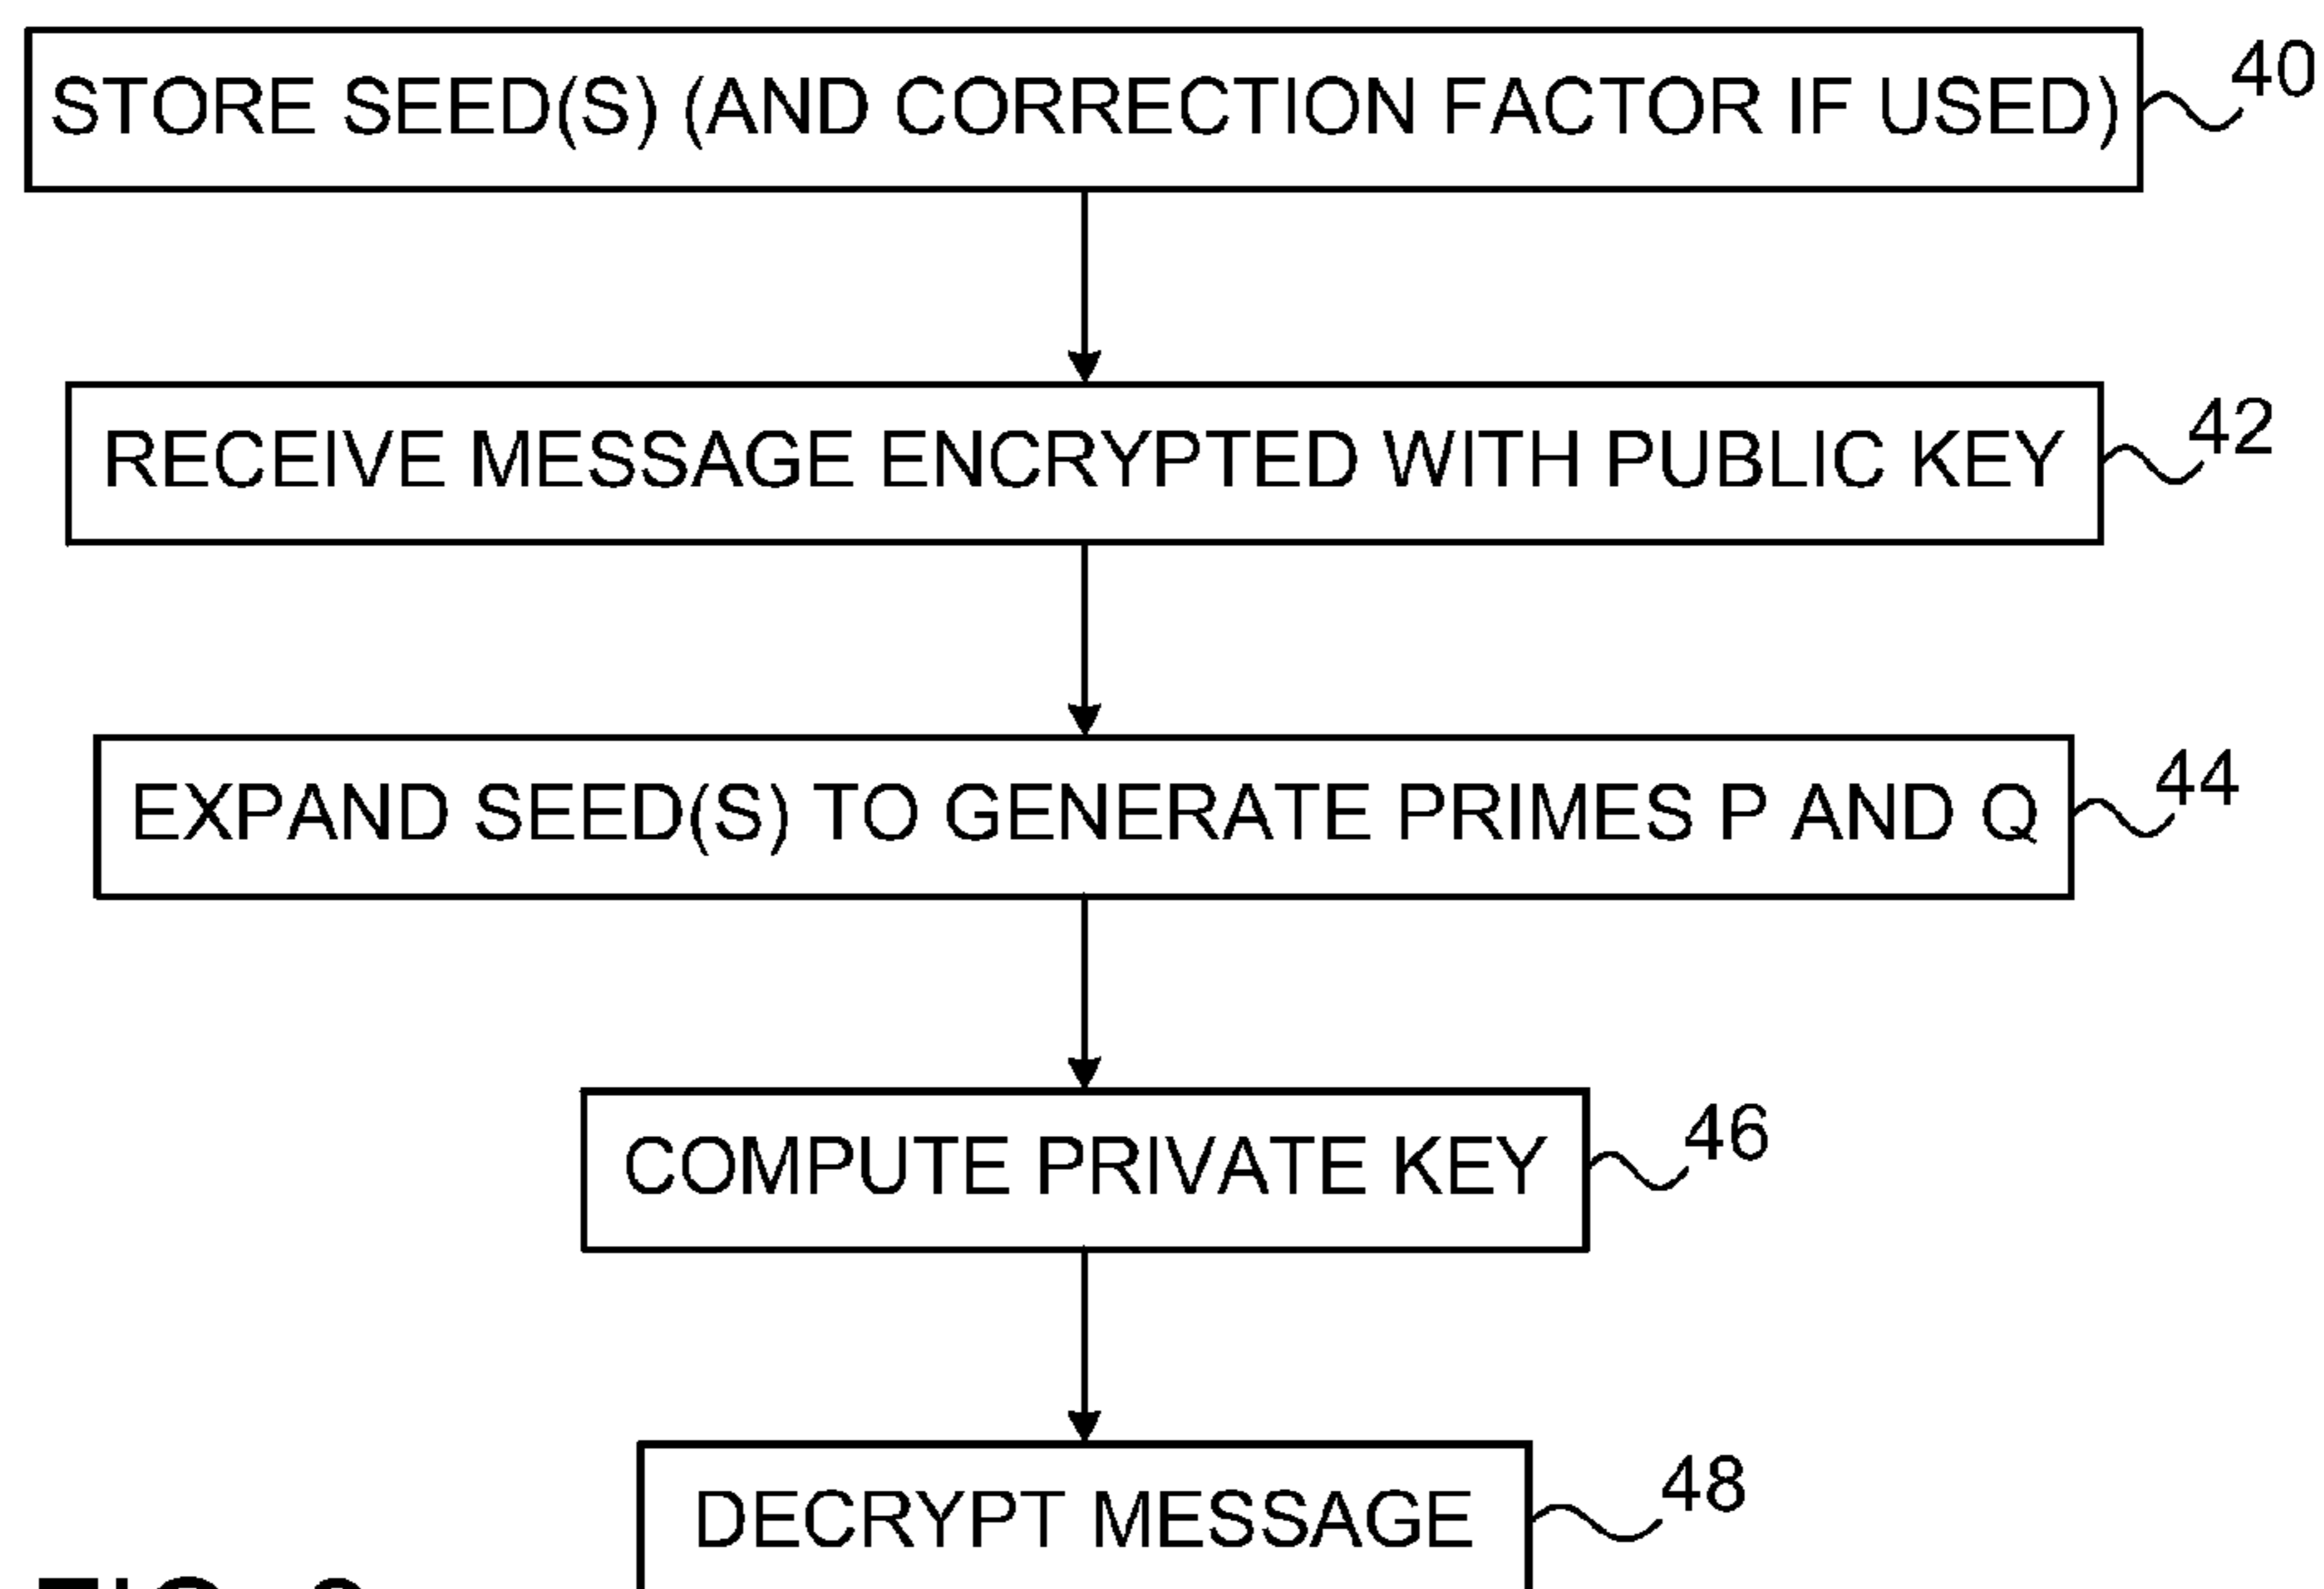 STORE SEED(S) (AND CORRECTION FACTOR IF USED) 40
RECEIVE MESSAGE ENCRYPTED WITH PUBLIC KEY 42
EXPAND SEED(S) TO GENERATE PRIMES P AND Q 44
COMPUTE PRIVATE KEY 46
DECRYPT MESSAGE 48